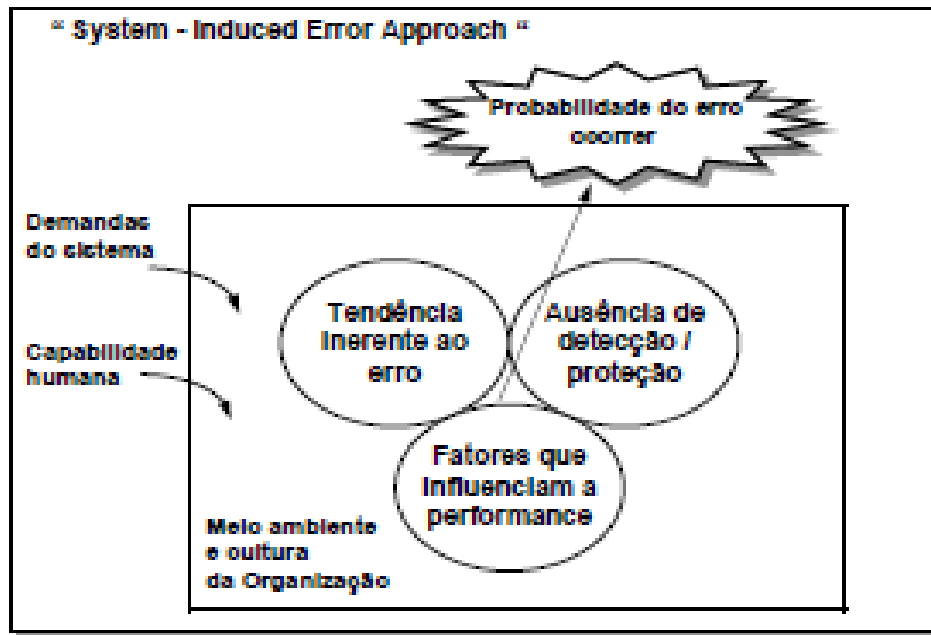 “ System - Induced Error Approach “
Probabilidade do erro
ocorrer
Demandas
do sistema
Tendência
Inerente ao
erro
Ausência de
detecção /
proteção
Capabilidade
humana
Fatores que
Influenciam a
performance
Meio ambiente
e cultura
da Organização